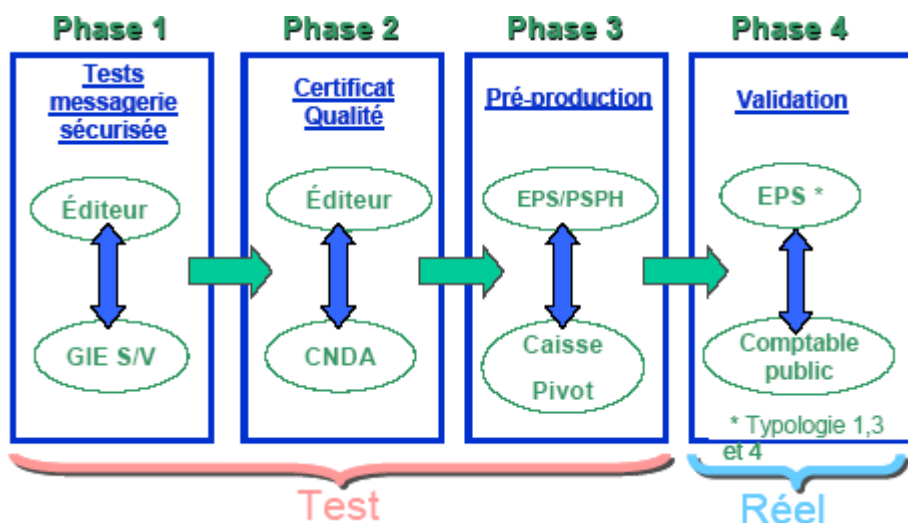 Phase 1
Phase 2
Phase 3
Phase 4
Tests
messagerie
sécurisée
Certificat
Qualité
Pré-production
Validation
Éditeur
Éditeur
EPS/PSPH
EPS *
GIE S/V
CNDA
Caisse
Pivot
Comptable
public
* Typologie 1,3
et 4
Test
Réel